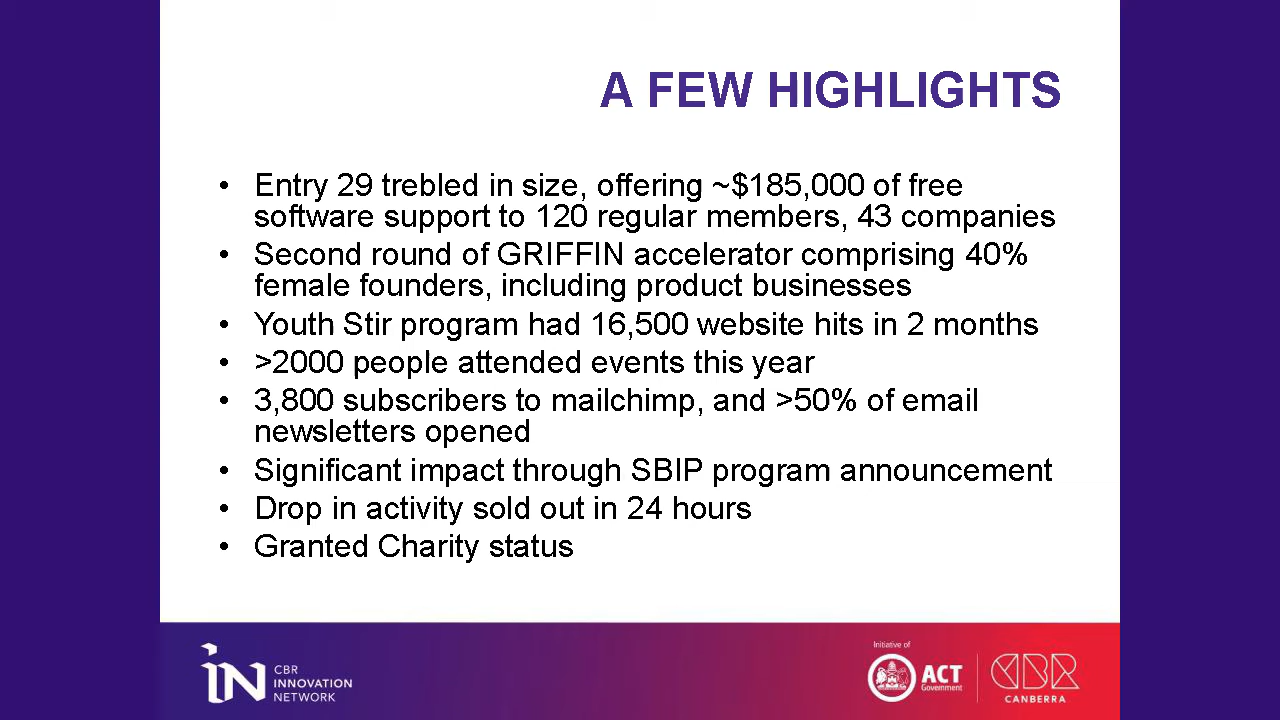 A FEW HIGHLIGHTS
• Entry 29 trebled in size, offering ~$185,000 of free
software support to 120 regular members, 43 companies
• Second round of GRIFFIN accelerator comprising 40%
female founders, including product businesses
• Youth Stir program had 16,500 website hits in 2 months
• >2000 people attended events this year
• 3,800 subscribers to mailchimp, and >50% of email
newsletters opened
• Significant impact through SBIP program announcement
• Drop in activity sold out in 24 hours
• Granted Charity status
iN
CBR
INNOVATION
NETWORK
Initiative of
ACT
Government
CBR
CANBERRA